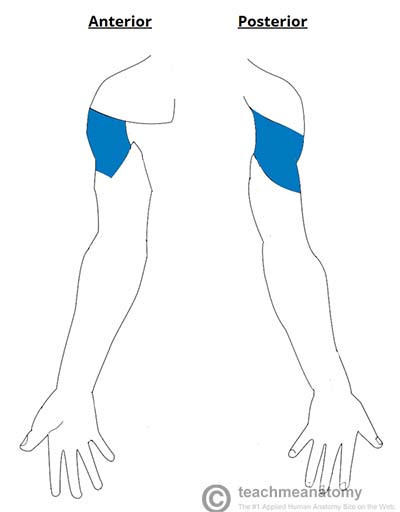 Anterior Posterior
© teachmeanatomy
The #1 Applied Human Anatomy Site on the Web.